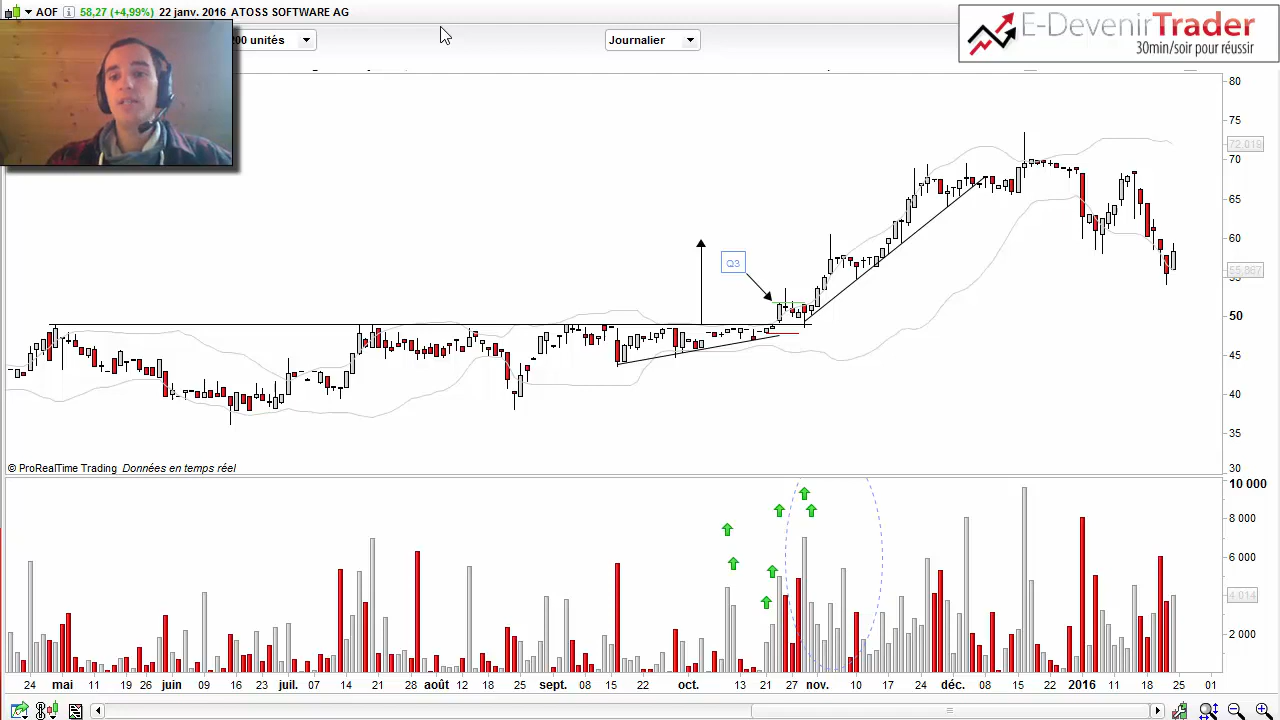 AOF 58,27 (+4,99%) 22 janv. 2016 ATOSS SOFTWARE AG
200 unités
Journalier
E-DevenirTrader
30min/soir pour réussir
80
75
72,019
70
65
60
55,867
50
45
40
35
30
Q3
© ProRealTime Trading Données en temps réel
10 000
8 000
6 000
4 014
2 000
24 mai 11 19 26 juin 09 16 23 juil. 07 14 21 28 août 12 18 25 sept. 08 15 22 oct. 13 21 27 nov. 10 17 24 déc. 08 15 22 2016 11 18 25 01